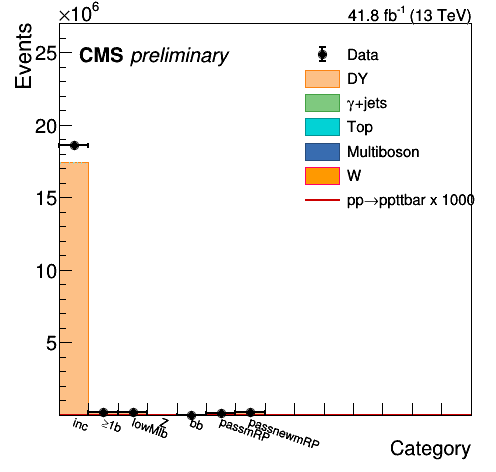 ×10⁶
41.8 fb⁻¹ (13 TeV)
Events
CMS preliminary
Data
DY
γ+jets
Top
Multiboson
W
pp→ppttbar x 1000
25
20
15
10
5
inc
≥1b
lowMlb
Z
bb
passmRP
passnewmRP
Category